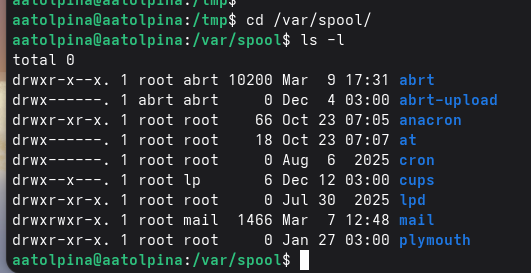 aatolpina@aatolpina:/tmp$
aatolpina@aatolpina:/tmp$ cd /var/spool/
aatolpina@aatolpina:/var/spool$ ls -l
total 0
drwxr-x--x. 1 root abrt 10200 Mar  9 17:31 abrt
drwx------. 1 abrt abrt     0 Dec  4 03:00 abrt-upload
drwxr-xr-x. 1 root root    66 Oct 23 07:05 anacron
drwx------. 1 root root    18 Oct 23 07:07 at
drwx------. 1 root root     0 Aug  6  2025 cron
drwx--x---. 1 root lp       6 Dec 12 03:00 cups
drwxr-xr-x. 1 root root     0 Jul 30  2025 lpd
drwxrwxr-x. 1 root mail  1466 Mar  7 12:48 mail
drwxr-xr-x. 1 root root     0 Jan 27 03:00 plymouth
aatolpina@aatolpina:/var/spool$